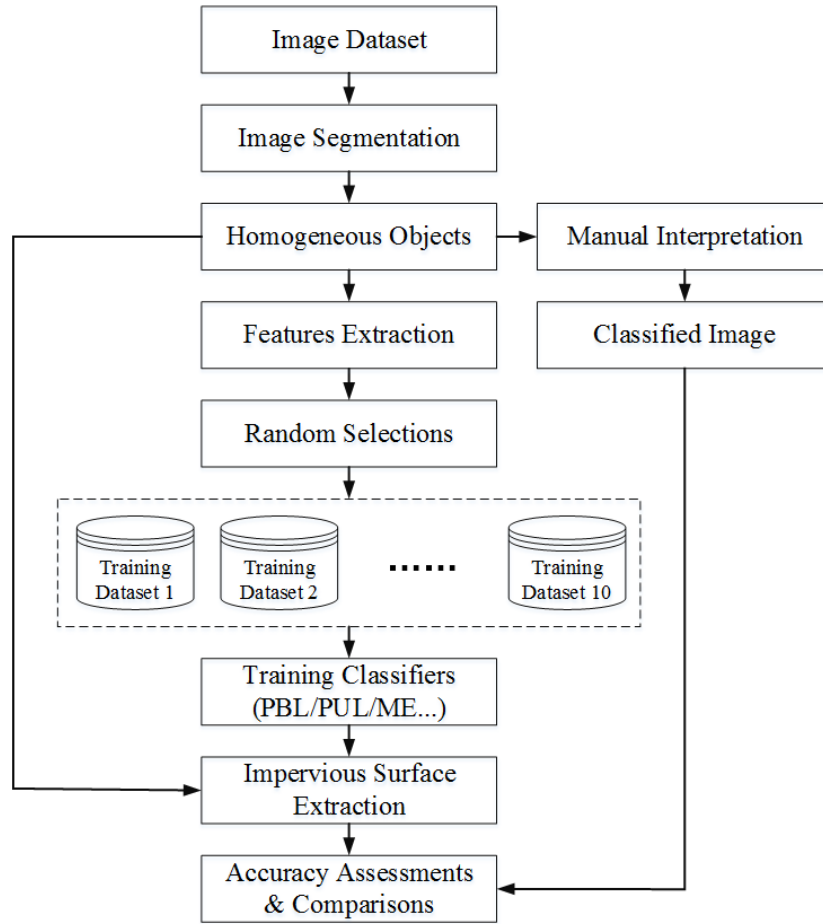 Image Dataset
Image Segmentation
Homogeneous Objects
Manual Interpretation
Features Extraction
Classified Image
Random Selections
Training
Dataset 1
Training
Dataset 2
......
Training
Dataset 10
Training Classifiers
(PBL/PUL/ME...)
Impervious Surface
Extraction
Accuracy Assessments
& Comparisons